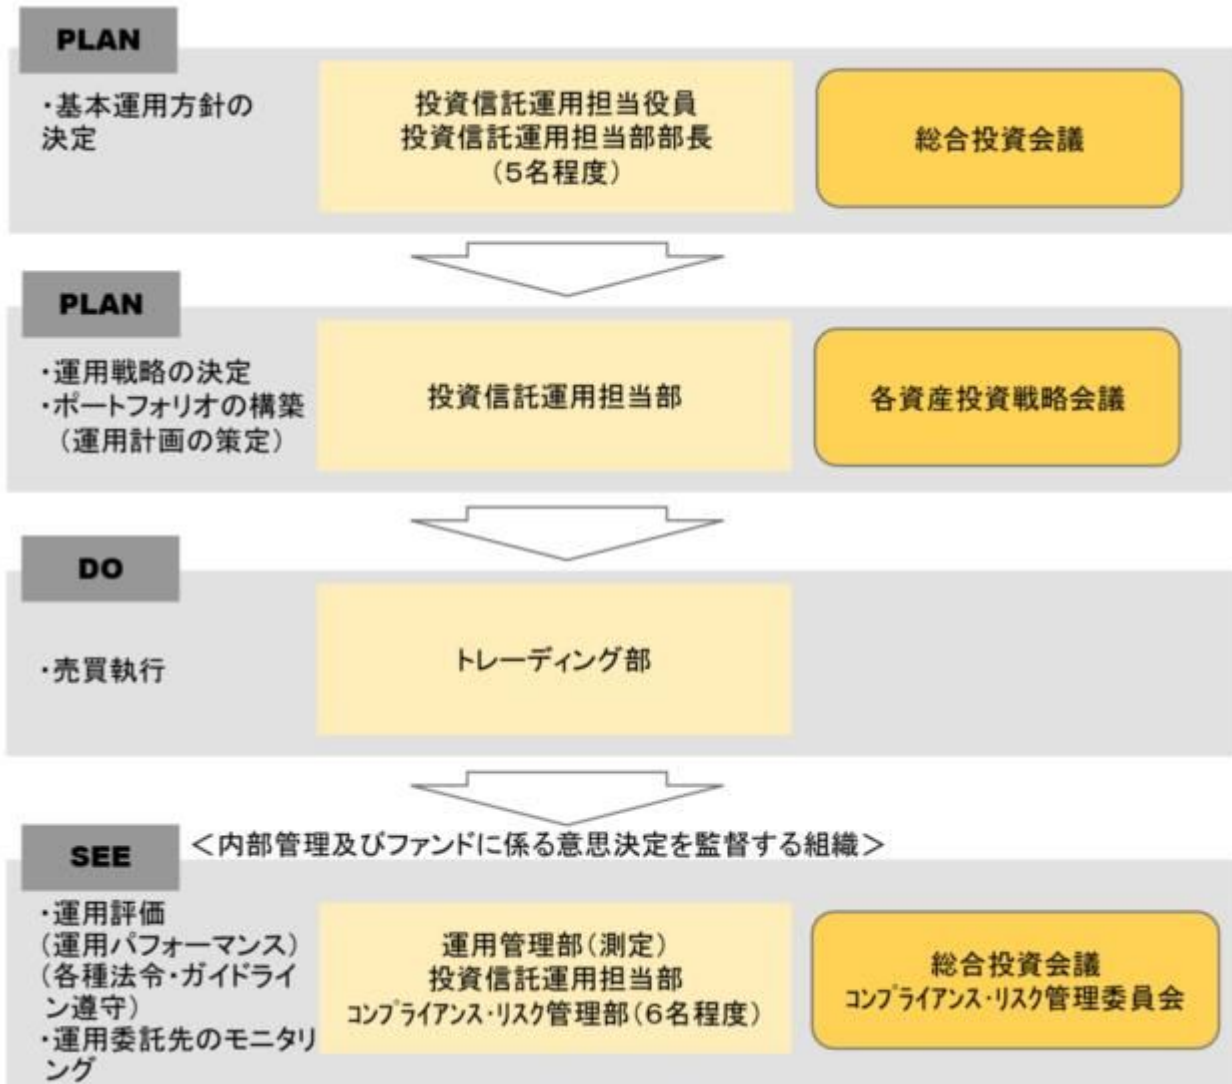 PLAN
・基本運用方針の
決定
投資信託運用担当役員
投資信託運用担当部部長
(5名程度)
総合投資会議
PLAN
・運用戦略の決定
・ポートフォリオの構築
(運用計画の策定)
投資信託運用担当部
各資産投資戦略会議
DO
・売買執行
トレーディング部
SEE
＜内部管理及びファンドに係る意思決定を監督する組織＞
・運用評価
(運用パフォーマンス)
(各種法令・ガイドライ
ン遵守)
・運用委託先のモニタリ
ング
運用管理部(測定)
投資信託運用担当部
ｺﾝﾌﾟﾗｲｱﾝｽ・ﾘｽｸ管理部(6名程度)
総合投資会議
ｺﾝﾌﾟﾗｲｱﾝｽ・ﾘｽｸ管理委員会